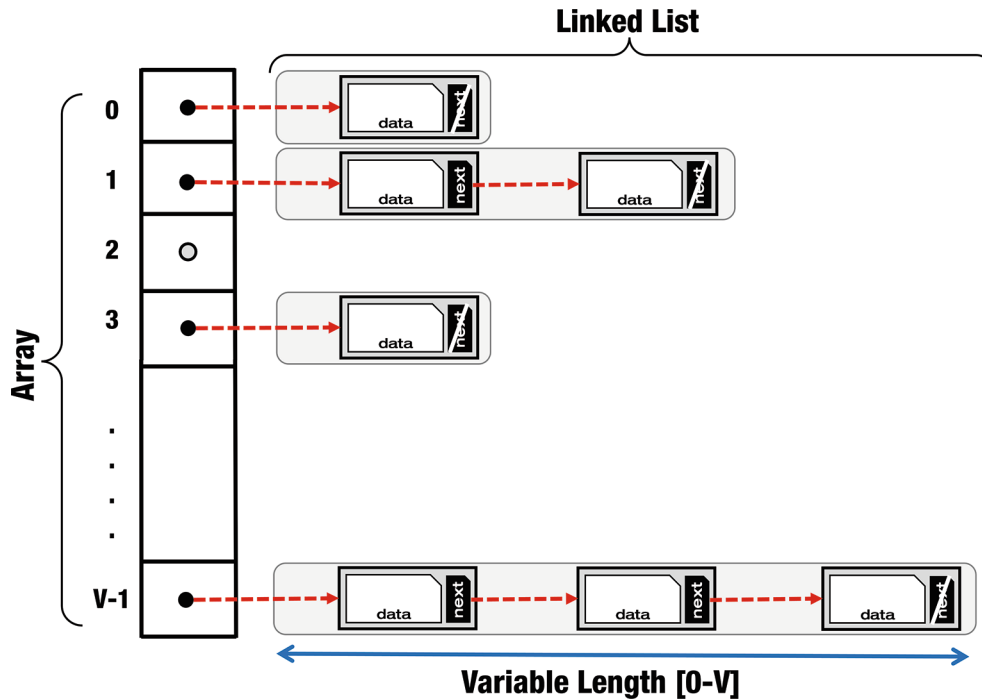 Linked List
Array
0
data next
1
data next data next
2
3
data next
.
.
.
.
V-1
data next data next data next
Variable Length [0-V]